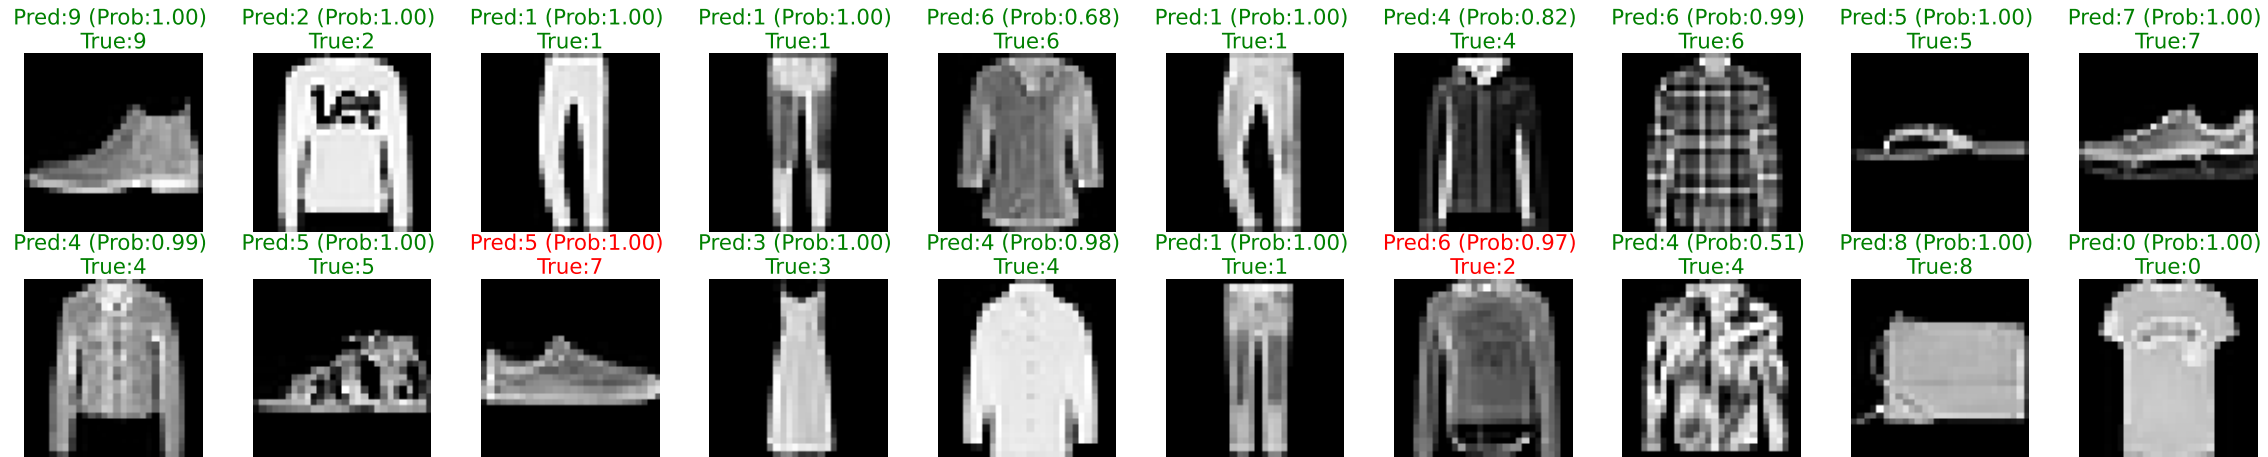 Pred:9 (Prob:1.00) Pred:2 (Prob:1.00) Pred:1 (Prob:1.00) Pred:1 (Prob:1.00) Pred:6 (Prob:0.68) Pred:1 (Prob:1.00) Pred:4 (Prob:0.82) Pred:6 (Prob:0.99) Pred:5 (Prob:1.00) Pred:7 (Prob:1.00)
True:9 True:2 True:1 True:1 True:6 True:1 True:4 True:6 True:5 True:7
Lee
Pred:4 (Prob:0.99) Pred:5 (Prob:1.00) Pred:5 (Prob:1.00) Pred:3 (Prob:1.00) Pred:4 (Prob:0.98) Pred:1 (Prob:1.00) Pred:6 (Prob:0.97) Pred:4 (Prob:0.51) Pred:8 (Prob:1.00) Pred:0 (Prob:1.00)
True:4 True:5 True:7 True:3 True:4 True:1 True:2 True:4 True:8 True:0